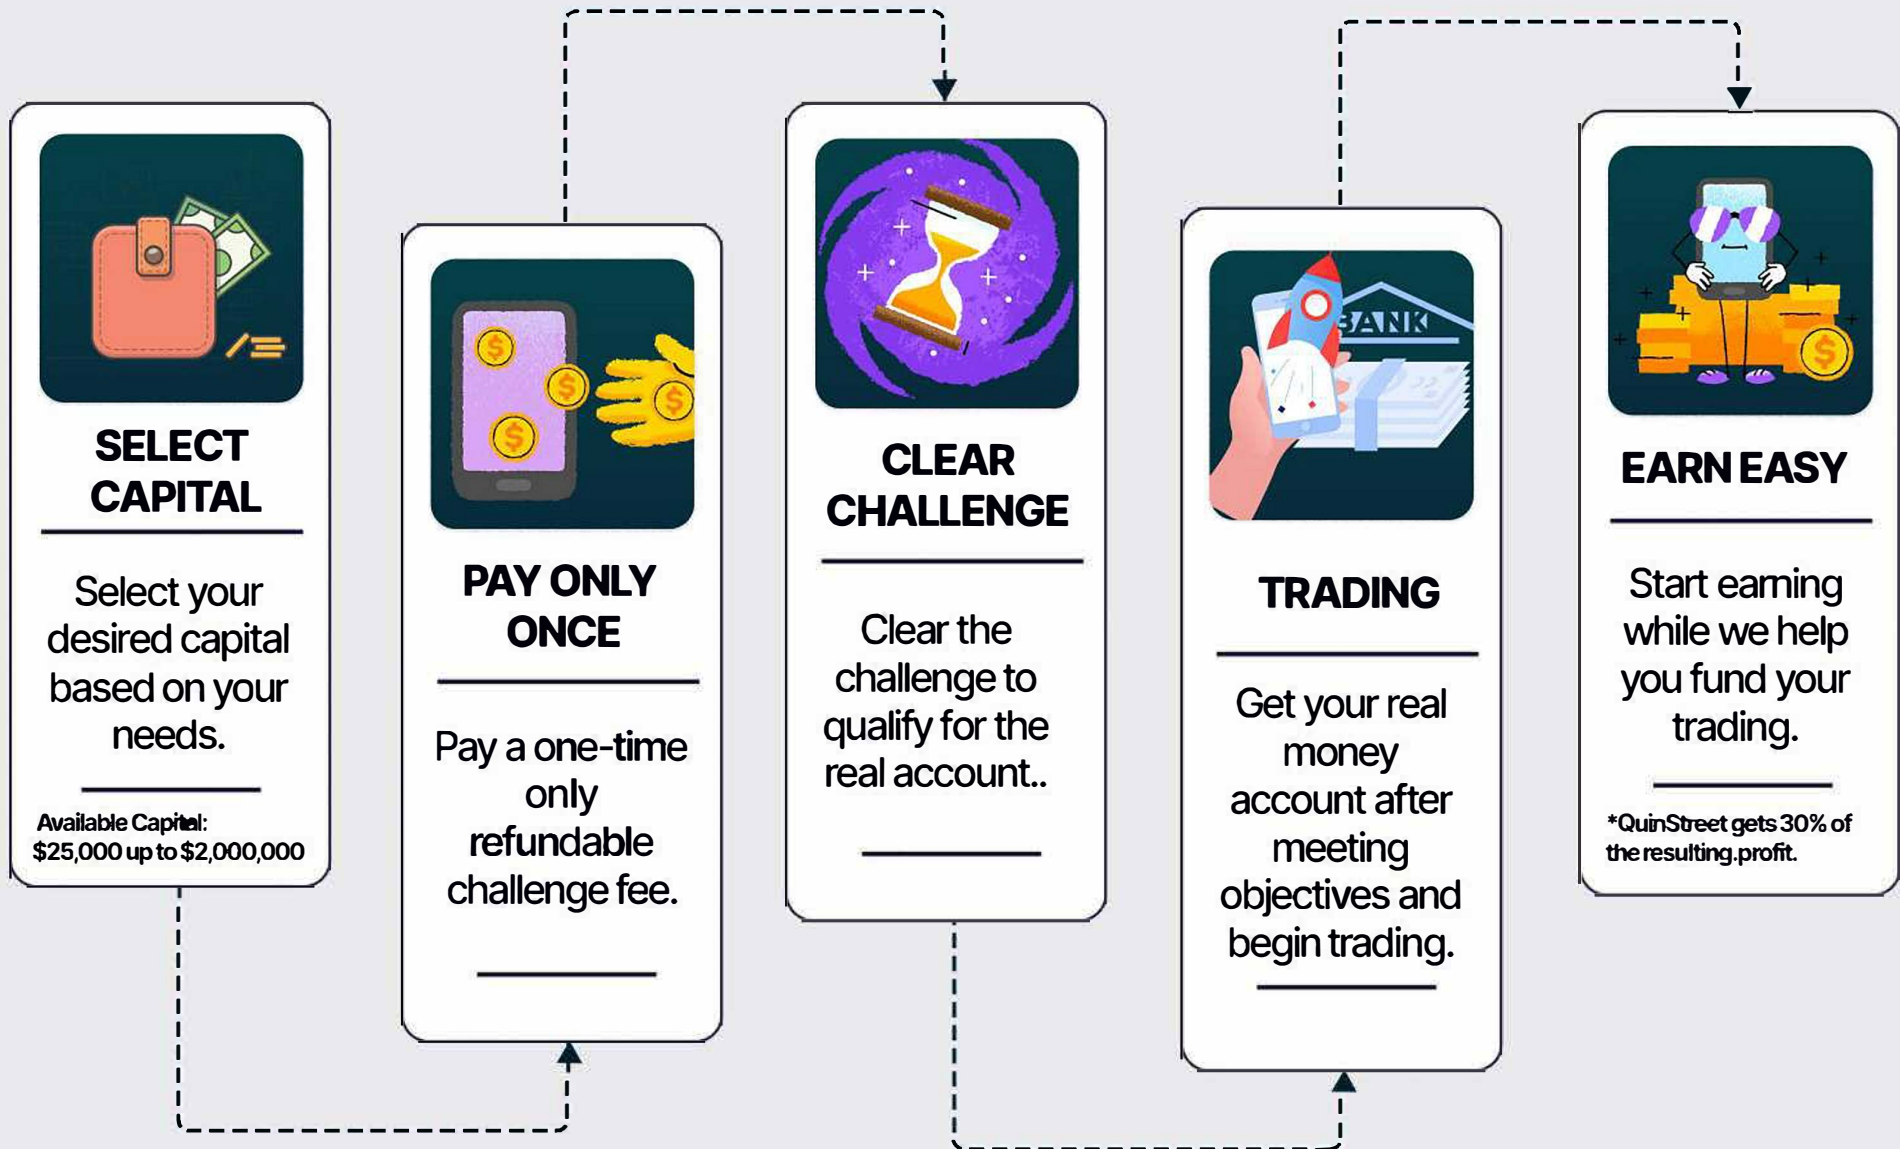 SELECT
CAPITAL
Select your
desired capital
based on your
needs.
Available Capital:
$25,000 up to $2,000,000
PAY ONLY
ONCE
Pay a one-time
only
refundable
challenge fee.
CLEAR
CHALLENGE
Clear the
challenge to
qualify for the
real account..
BANK
TRADING
Get your real
money
account after
meeting
objectives and
begin trading.
EARN EASY
Start earning
while we help
you fund your
trading.
*QuinStreet gets 30% of
the resulting.profit.